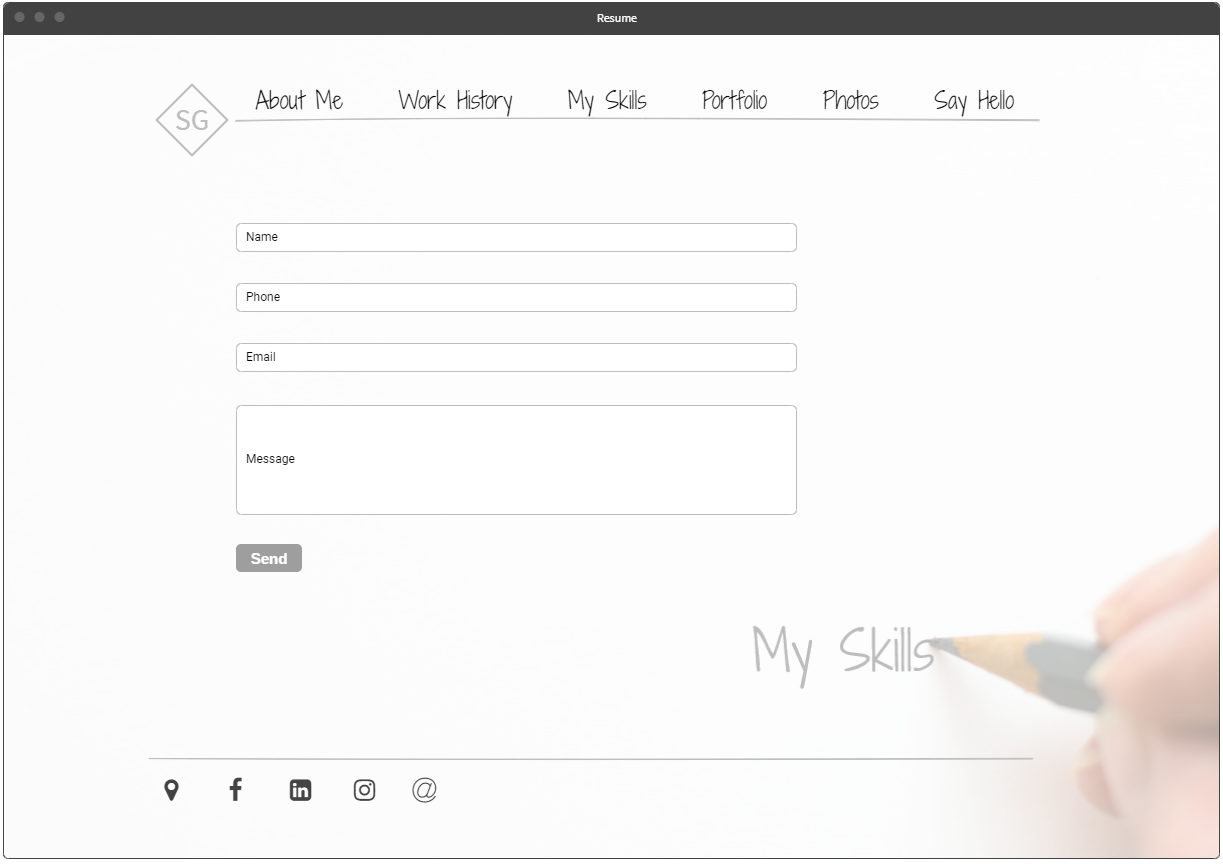 Resume
SG
About Me Work History My Skills Portfolio Photos Say Hello
Name
Phone
Email
Message
Send
My Skills